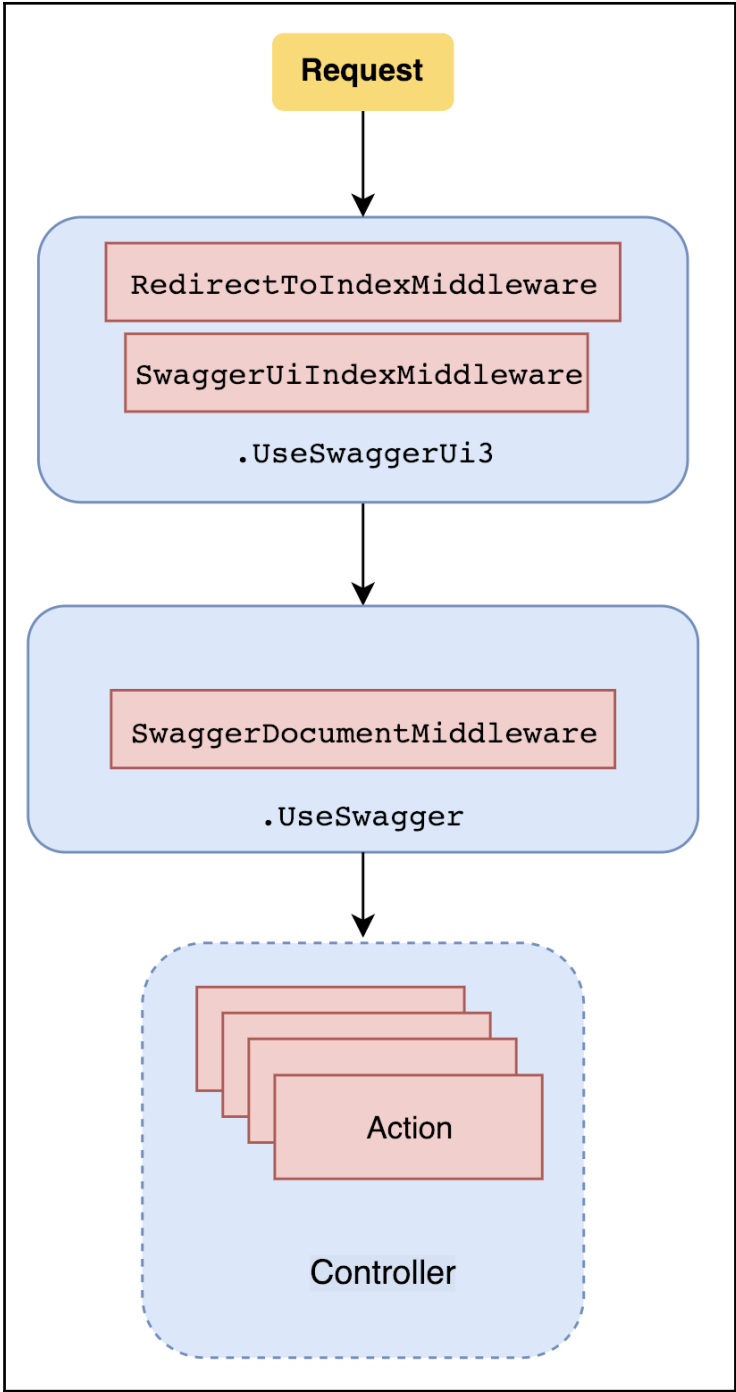 Request
RedirectToIndexMiddleware
SwaggerUiIndexMiddleware
.UseSwaggerUi3
SwaggerDocumentMiddleware
.UseSwagger
Action
Controller